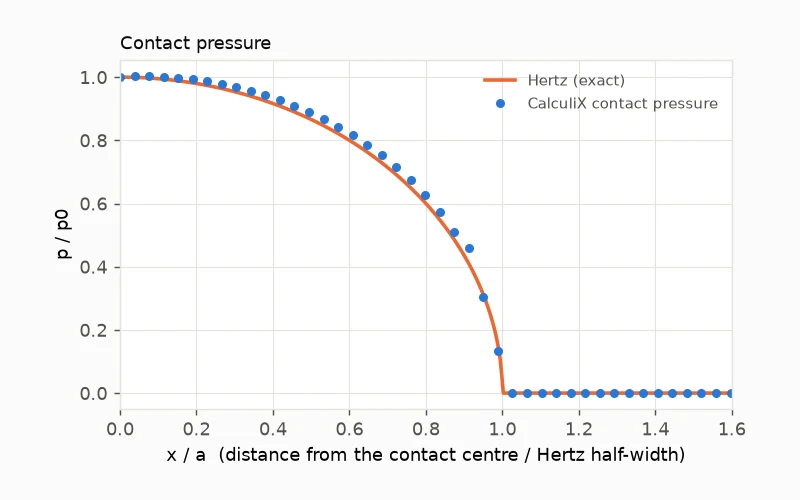 Contact pressure
Hertz (exact)
CalculiX contact pressure
p / p0
1.0
0.8
0.6
0.4
0.2
0.0
0.0 0.2 0.4 0.6 0.8 1.0 1.2 1.4 1.6
x / a (distance from the contact centre / Hertz half-width)